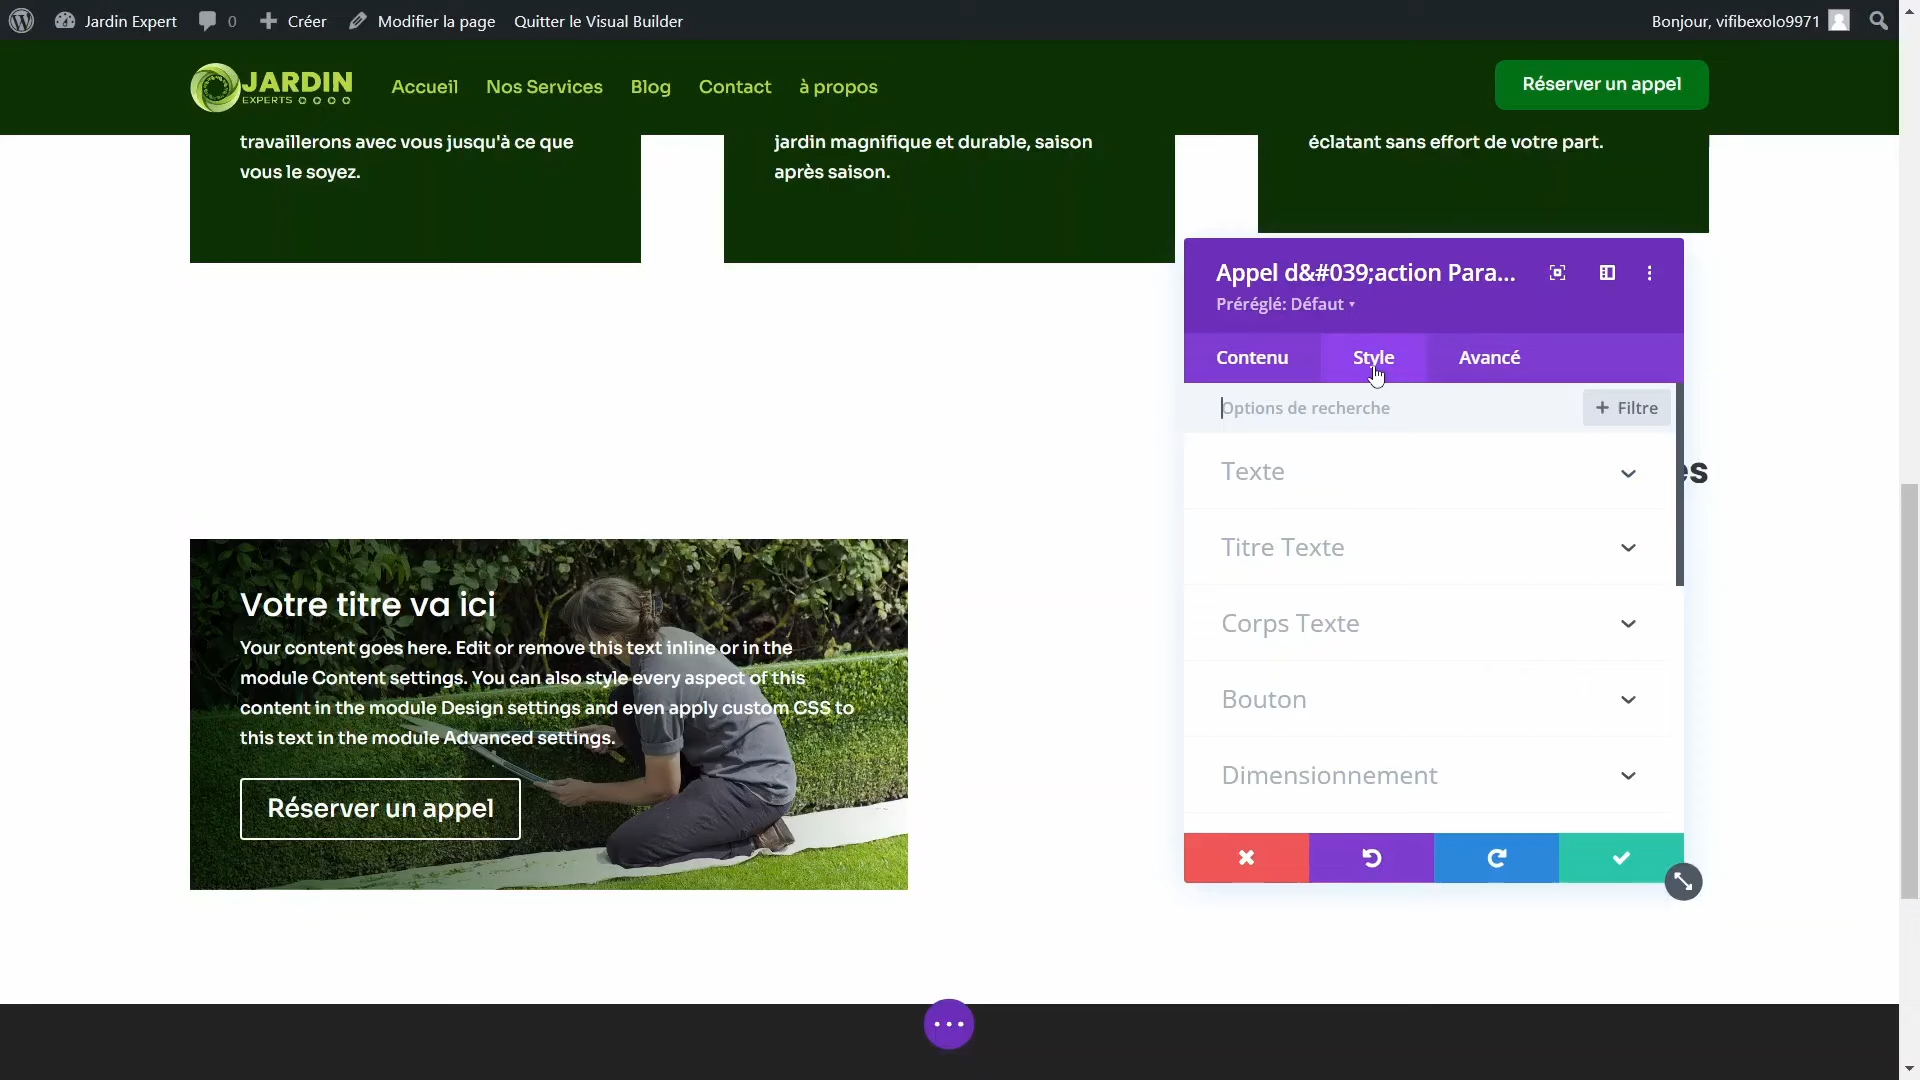 Jardin Expert 0 Créer Modifier la page Quitter le Visual Builder Bonjour, vifibexolo9971
JARDIN
EXPERTS
Accueil Nos Services Blog Contact à propos Réserver un appel
travaillerons avec vous jusqu'à ce que
vous le soyez.
jardin magnifique et durable, saison
après saison.
éclatant sans effort de votre part.
Appel d&#039;action Para...
Préréglé: Défaut
Contenu Style Avancé
Options de recherche + Filtre
Texte
Titre Texte
Corps Texte
Bouton
Dimensionnement
Votre titre va ici
Your content goes here. Edit or remove this text inline or in the
module Content settings. You can also style every aspect of this
content in the module Design settings and even apply custom CSS to
this text in the module Advanced settings.
Réserver un appel